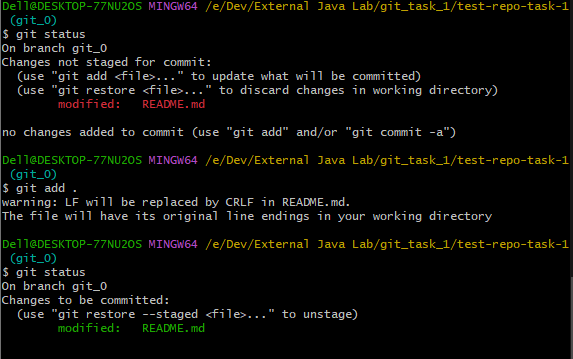 Dell@DESKTOP-77NU2OS MINGW64 /e/Dev/External Java Lab/git_task_1/test-repo-task-1
(git_0)
$ git status
On branch git_0
Changes not staged for commit:
(use "git add <file>..." to update what will be committed)
(use "git restore <file>..." to discard changes in working directory)
modified: README.md
no changes added to commit (use "git add" and/or "git commit -a")
Dell@DESKTOP-77NU2OS MINGW64 /e/Dev/External Java Lab/git_task_1/test-repo-task-1
(git_0)
$ git add .
warning: LF will be replaced by CRLF in README.md.
The file will have its original line endings in your working directory
Dell@DESKTOP-77NU2OS MINGW64 /e/Dev/External Java Lab/git_task_1/test-repo-task-1
(git_0)
$ git status
On branch git_0
Changes to be committed:
(use "git restore --staged <file>..." to unstage)
modified: README.md